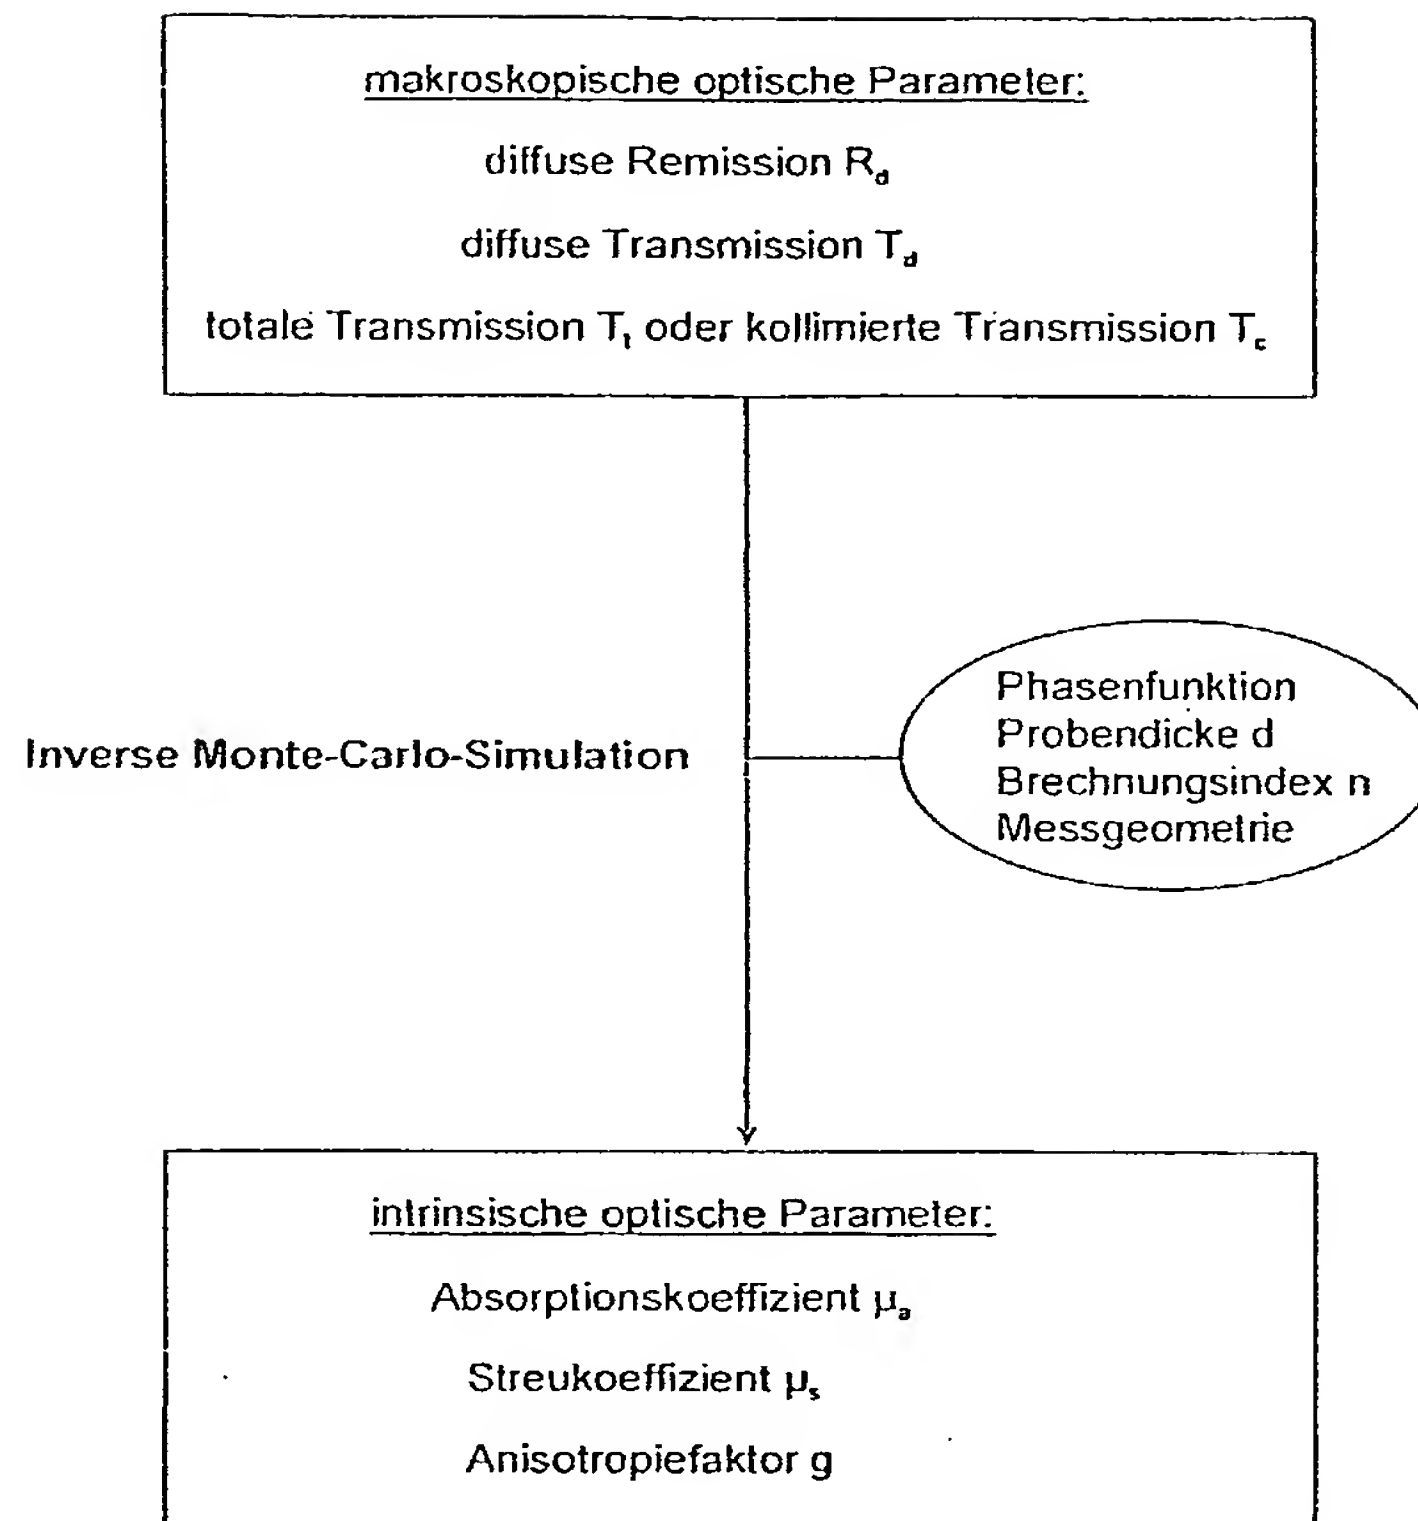 makroskopische optische Parameter:
diffuse Remission R_d
diffuse Transmission T_d
totale Transmission T_t oder kollimierte Transmission T_c
Inverse Monte-Carlo-Simulation
Phasenfunktion
Probendicke d
Brechnungsindex n
Messgeometrie
intrinsische optische Parameter:
Absorptionskoeffizient μ_a
Streukoeffizient μ_s
Anisotropiefaktor g